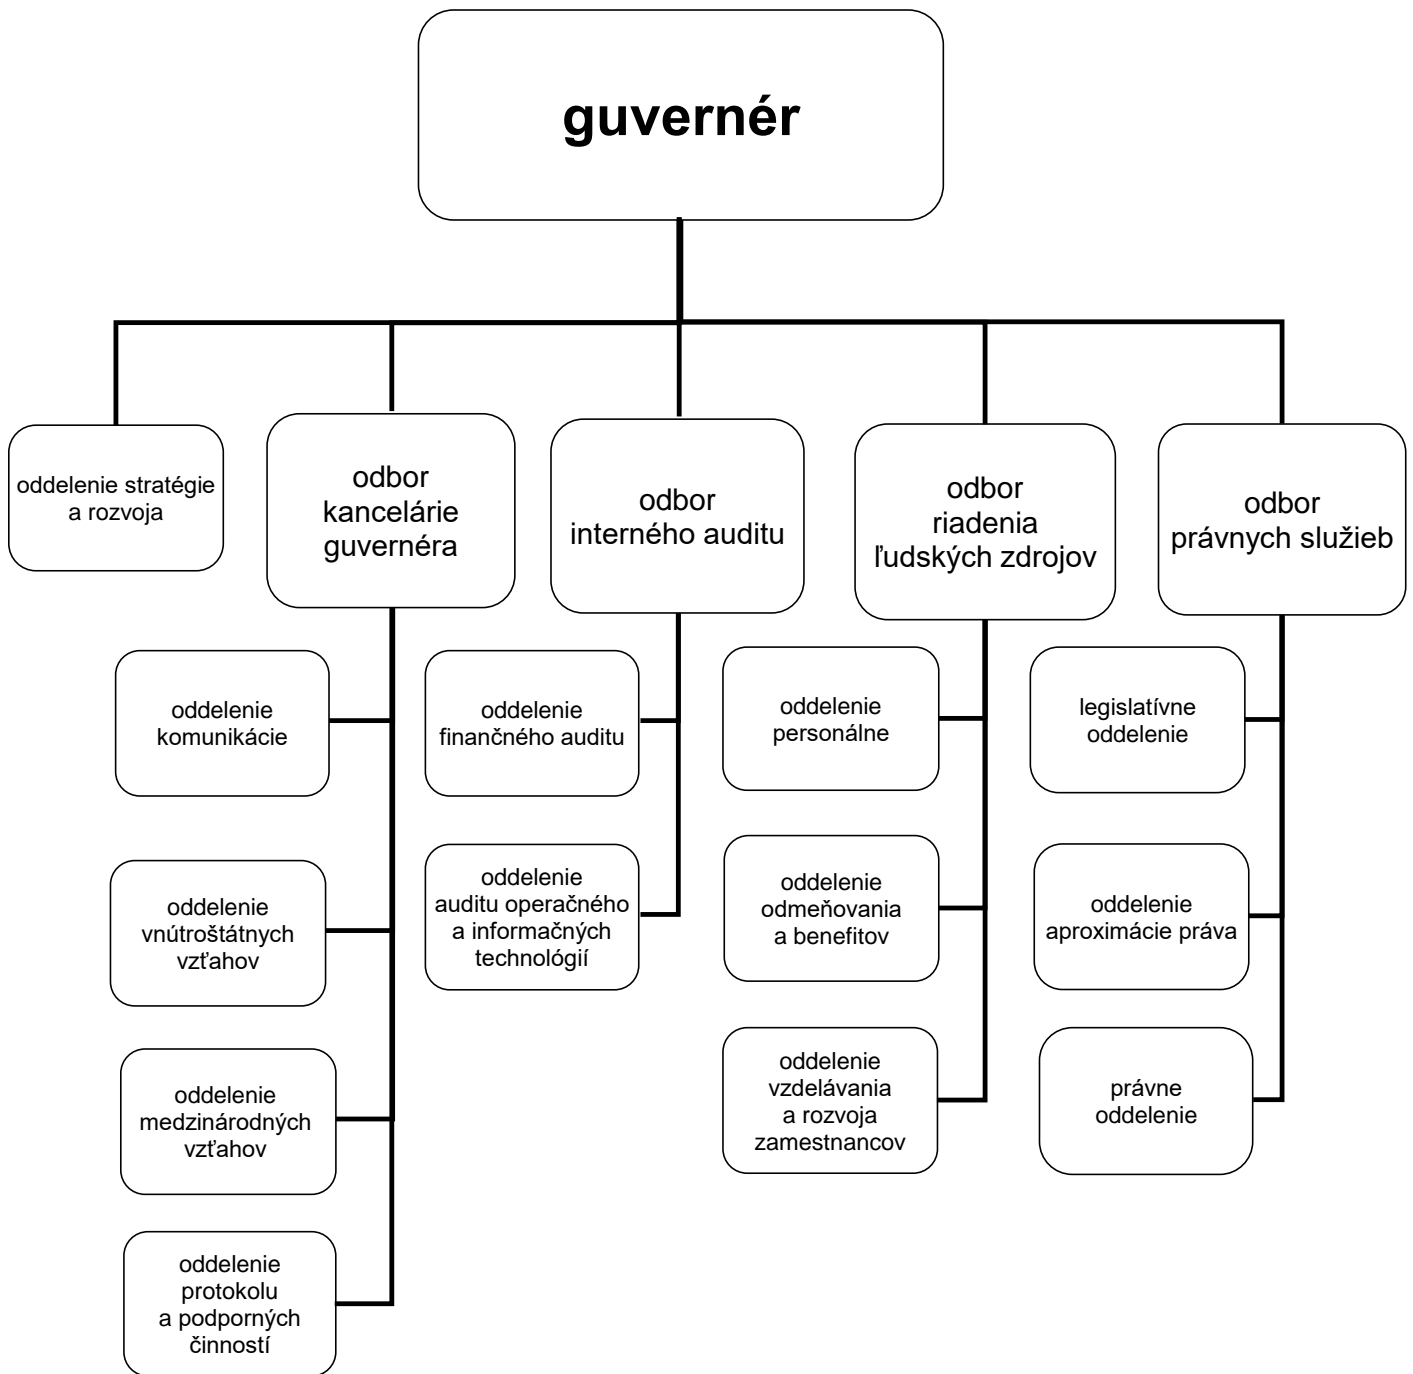 guvernér
oddelenie stratégie
a rozvoja
odbor
kancelárie
guvernéra
odbor
interného auditu
odbor
riadenia
ľudských zdrojov
odbor
právnych služieb
oddelenie
komunikácie
oddelenie
vnútroštátnych
vzťahov
oddelenie
medzinárodných
vzťahov
oddelenie
protokolu
a podporných
činností
oddelenie
finančného auditu
oddelenie
auditu operačného
a informačných
technológií
oddelenie
personálne
oddelenie
odmeňovania
a benefitov
oddelenie
vzdelávania
a rozvoja
zamestnancov
legislatívne
oddelenie
oddelenie
aproximácie práva
právne
oddelenie